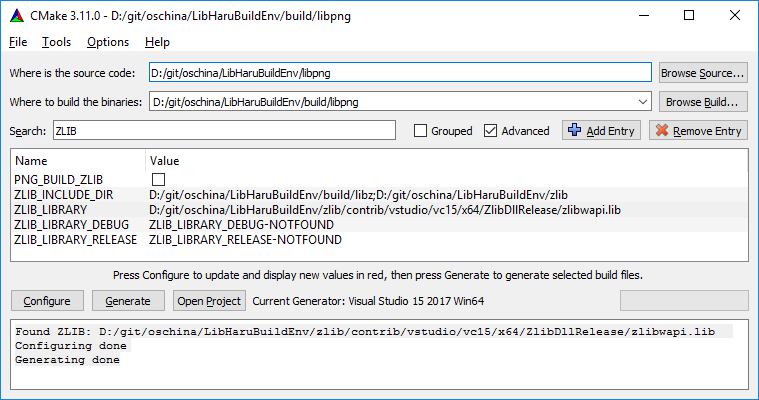 CMake 3.11.0 - D:/git/oschina/LibHaruBuildEnv/build/libpng
File Tools Options Help
Where is the source code: D:/git/oschina/LibHaruBuildEnv/libpng Browse Source...
Where to build the binaries: D:/git/oschina/LibHaruBuildEnv/build/libpng Browse Build...
Search: ZLIB Grouped Advanced Add Entry Remove Entry
Name Value
PNG_BUILD_ZLIB
ZLIB_INCLUDE_DIR D:/git/oschina/LibHaruBuildEnv/build/libz;D:/git/oschina/LibHaruBuildEnv/zlib
ZLIB_LIBRARY D:/git/oschina/LibHaruBuildEnv/zlib/contrib/vstudio/vc15/x64/ZlibDllRelease/zlibwapi.lib
ZLIB_LIBRARY_DEBUG ZLIB_LIBRARY_DEBUG-NOTFOUND
ZLIB_LIBRARY_RELEASE ZLIB_LIBRARY_RELEASE-NOTFOUND
Press Configure to update and display new values in red, then press Generate to generate selected build files.
Configure Generate Open Project Current Generator: Visual Studio 15 2017 Win64
Found ZLIB: D:/git/oschina/LibHaruBuildEnv/zlib/contrib/vstudio/vc15/x64/ZlibDllRelease/zlibwapi.lib
Configuring done
Generating done